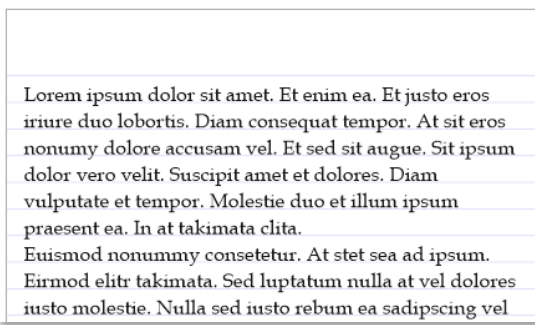 Lorem ipsum dolor sit amet. Et enim ea. Et justo eros
iriure duo lobortis. Diam consequat tempor. At sit eros
nonumy dolore accusam vel. Et sed sit augue. Sit ipsum
dolor vero velit. Suscipit amet et dolores. Diam
vulputate et tempor. Molestie duo et illum ipsum
praesent ea. In at takimata clita.
Euismod nonummy consetetur. At stet sea ad ipsum.
Eirmod elitr takimata. Sed luptatum nulla at vel dolores
iusto molestie. Nulla sed iusto rebum ea sadipscing vel